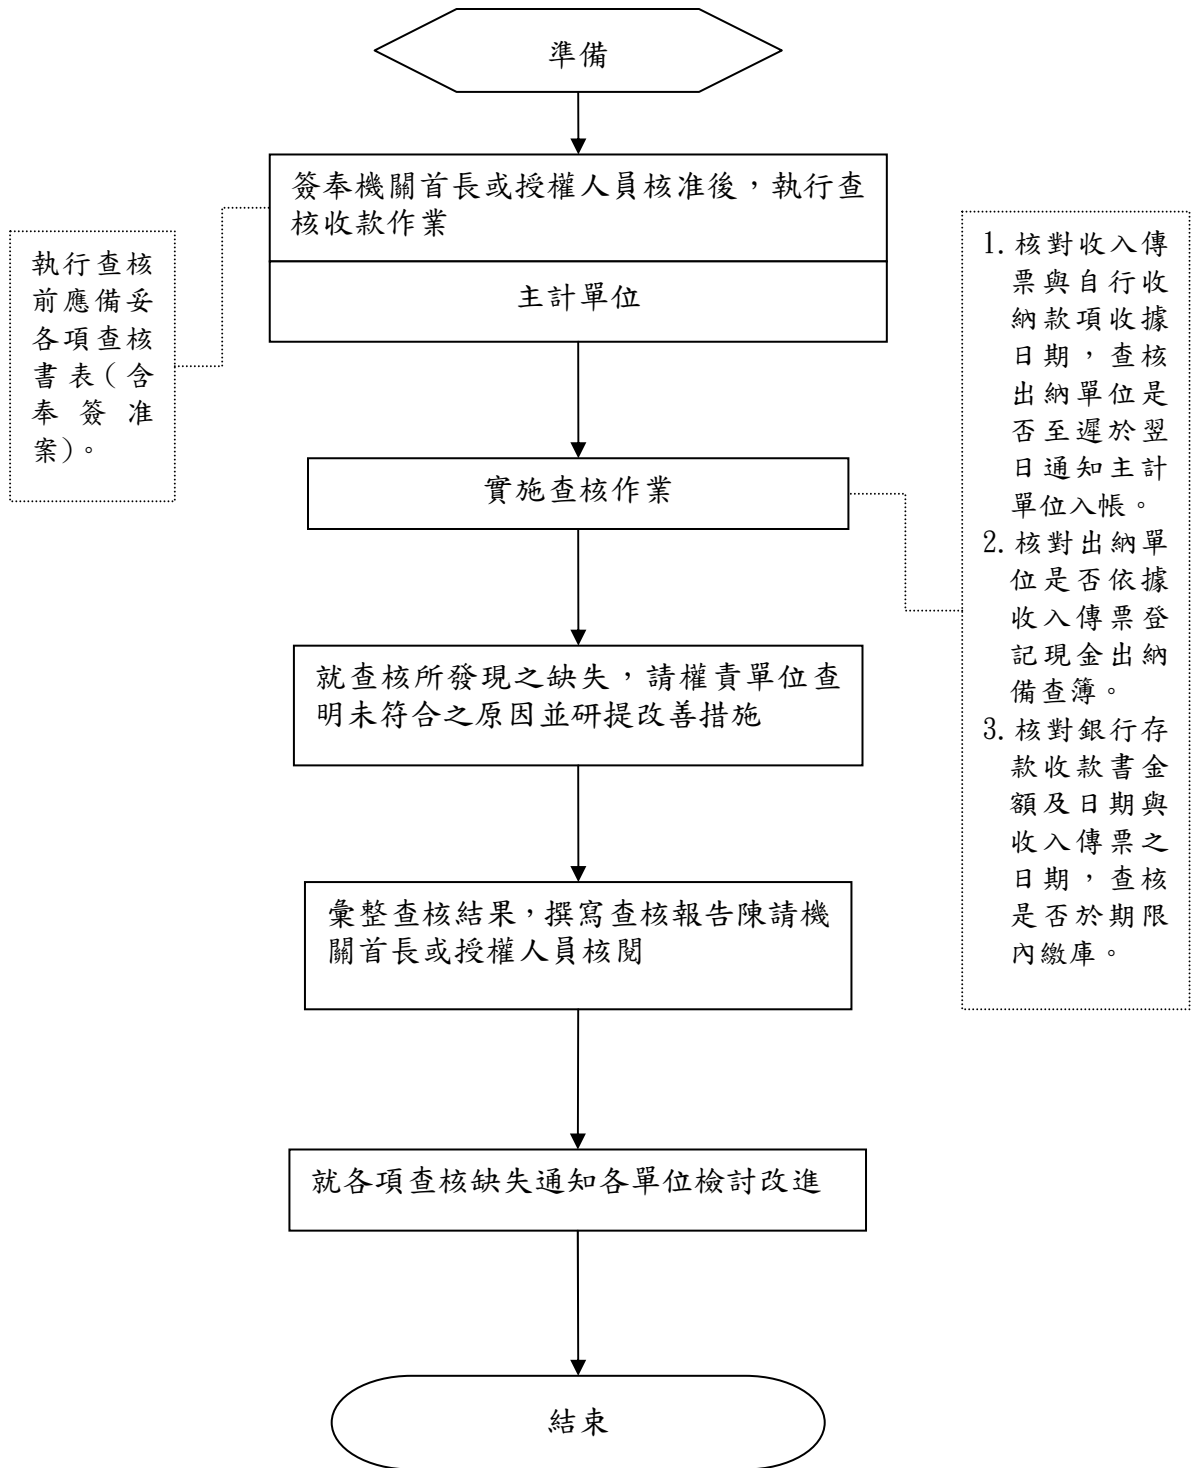 準備
簽奉機關首長或授權人員核准後，執行查
核收款作業
主計單位
執行查核
前應備妥
各項查核
書表（含
奉簽准
案）。
實施查核作業
1. 核對收入傳
票與自行收
納款項收據
日期，查核
出納單位是
否至遲於翌
日通知主計
單位入帳。
2. 核對出納單
位是否依據
收入傳票登
記現金出納
備查簿。
3. 核對銀行存
款收款書金
額及日期與
收入傳票之
日期，查核
是否於期限
內繳庫。
就查核所發現之缺失，請權責單位查
明未符合之原因並研提改善措施
彙整查核結果，撰寫查核報告陳請機
關首長或授權人員核閱
就各項查核缺失通知各單位檢討改進
結束